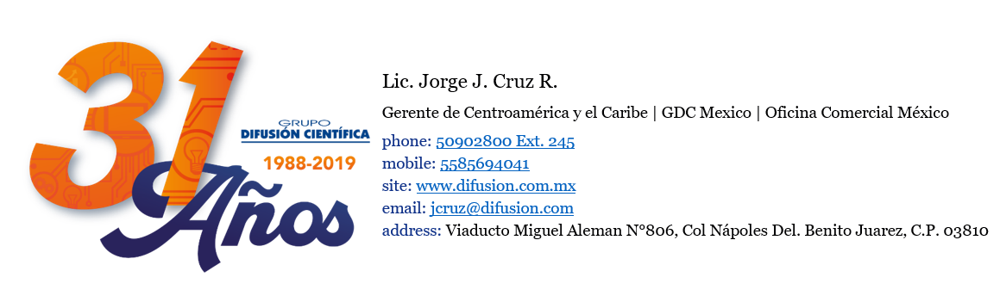 31
Años
GRUPO
DIFUSIÓN CIENTÍFICA
1988-2019
Lic. Jorge J. Cruz R.
Gerente de Centroamérica y el Caribe | GDC Mexico | Oficina Comercial México
phone: 50902800 Ext. 245
mobile: 5585694041
site: www.difusion.com.mx
email: jcruz@difusion.com
address: Viaducto Miguel Aleman N°806, Col Nápoles Del. Benito Juarez, C.P. 03810